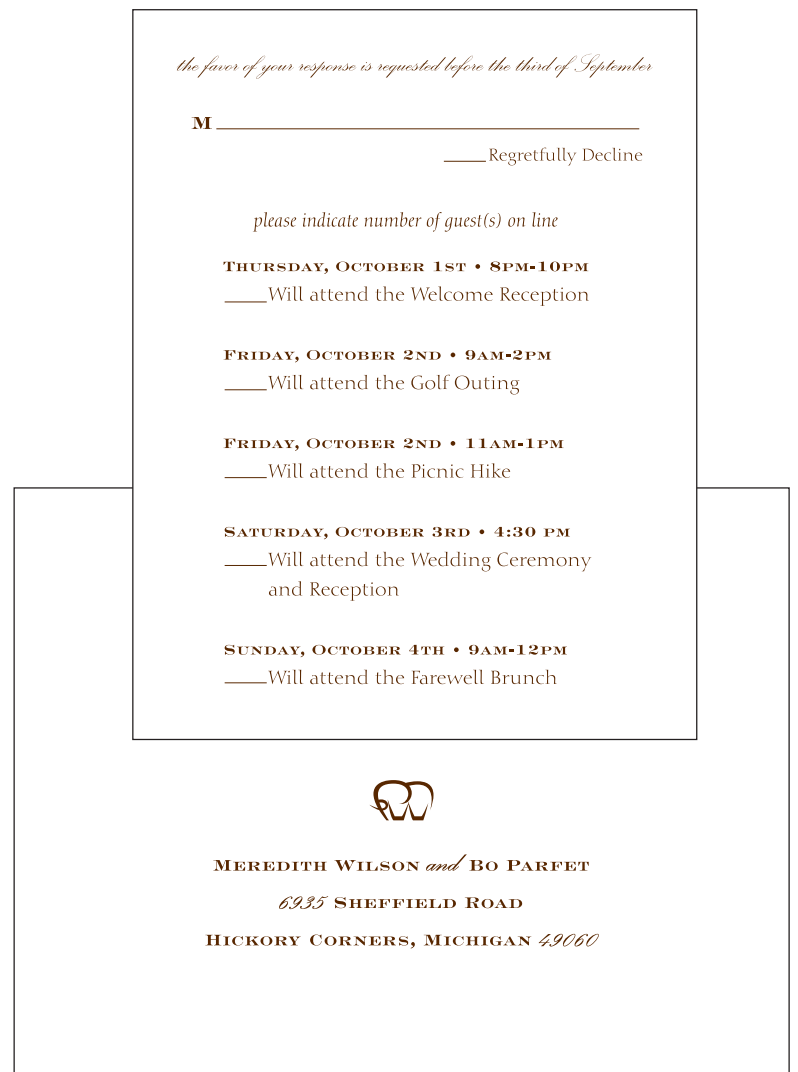 the favor of your response is requested before the third of September
M
Regretfully Decline
please indicate number of guest(s) on line
Thursday, October 1st • 8pm-10pm
Will attend the Welcome Reception
Friday, October 2nd • 9am-2pm
Will attend the Golf Outing
Friday, October 2nd • 11am-1pm
Will attend the Picnic Hike
Saturday, October 3rd • 4:30 pm
Will attend the Wedding Ceremony
and Reception
Sunday, October 4th • 9am-12pm
Will attend the Farewell Brunch
Meredith Wilson and Bo Parfet
6935 Sheffield Road
Hickory Corners, Michigan 49060